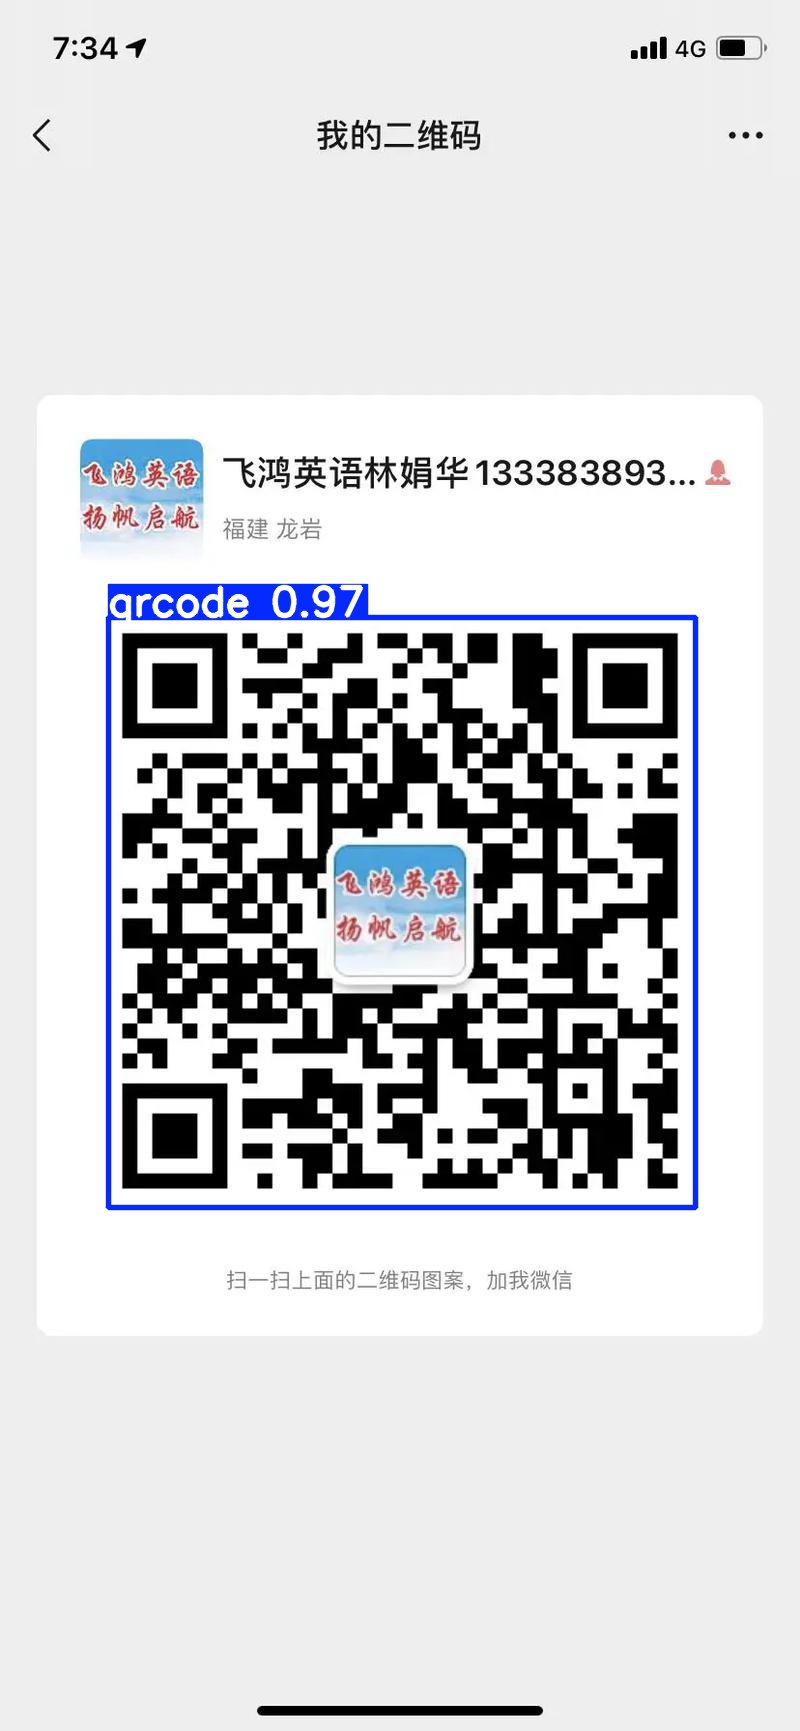 7:34
4G
我的二维码
飞鸿英语
扬帆启航
飞鸿英语林娟华133383893...
福建 龙岩
qrcode 0.97
飞鸿英语
扬帆启航
扫一扫上面的二维码图案，加我微信